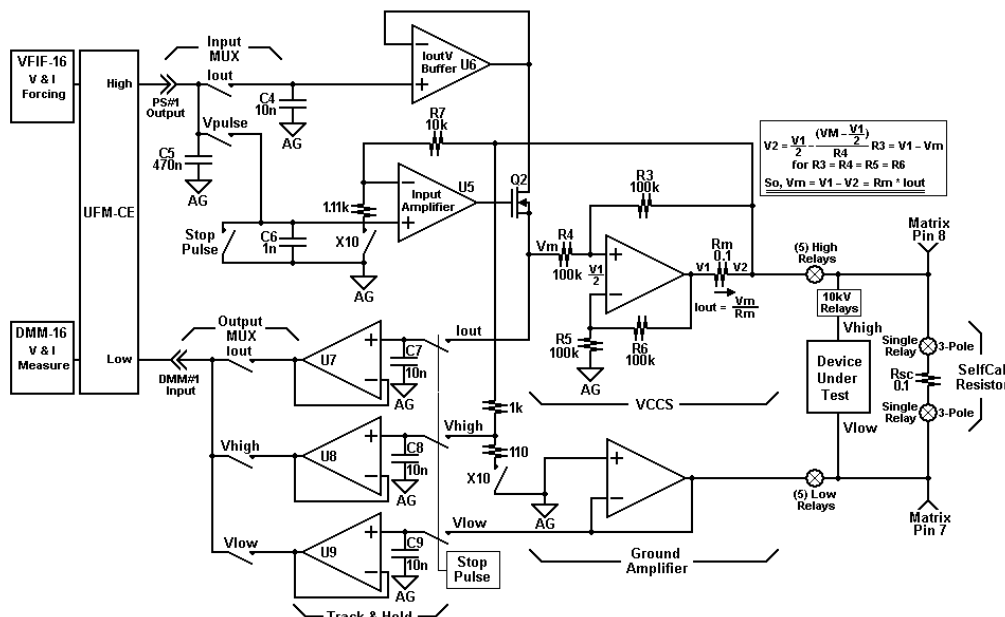 Input
MUX
VFIF-16
V & I
Forcing
UFM-CE
High
PS#1
Output
Iout
C4
10n
AG
IoutV
Buffer
U6
Vpulse
C5
470n
AG
R7
10k
U5
Input
Amplifier
1.11k
Stop
Pulse
C6
1n
X10
AG
Q2
R3
100k
Vm
R4
100k
V1
2
V1
Rm
0.1
V2
Iout = Vm
Rm
R5
100k
R6
100k
AG
VCCS
V2 = V1/2 - (VM - V1/2)/R4 R3 = V1 - Vm
for R3 = R4 = R5 = R6
So, Vm = V1 - V2 = Rm * Iout
Matrix
Pin 8
(5) High
Relays
10kV
Relays
Vhigh
Device
Under
Test
Vlow
Single
Relay
3-Pole
Rsc
0.1
SelfCal
Resistor
Single
Relay
3-Pole
(5) Low
Relays
Matrix
Pin 7
DMM-16
V & I
Measure
Low
DMM#1
Input
Output
MUX
Iout
U7
C7
10n
AG
Iout
Vhigh
U8
C8
10n
AG
Vhigh
1k
110
X10
AG
Vlow
U9
C9
10n
AG
Vlow
Stop
Pulse
Ground
Amplifier
Track & Hold